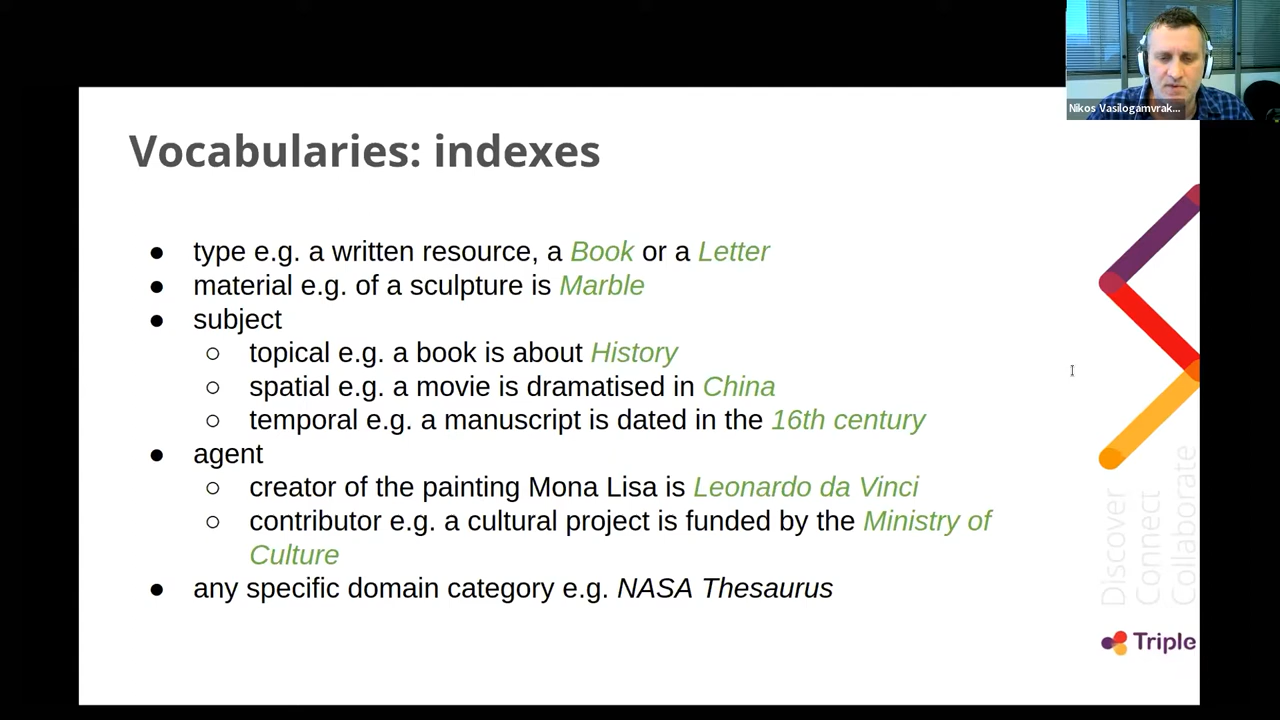 Nikos Vasilogamvrak...
Vocabularies: indexes
● type e.g. a written resource, a Book or a Letter
● material e.g. of a sculpture is Marble
● subject
○ topical e.g. a book is about History
○ spatial e.g. a movie is dramatised in China
○ temporal e.g. a manuscript is dated in the 16th century
● agent
○ creator of the painting Mona Lisa is Leonardo da Vinci
○ contributor e.g. a cultural project is funded by the Ministry of
Culture
● any specific domain category e.g. NASA Thesaurus
Discover
Connect
Collaborate
Triple